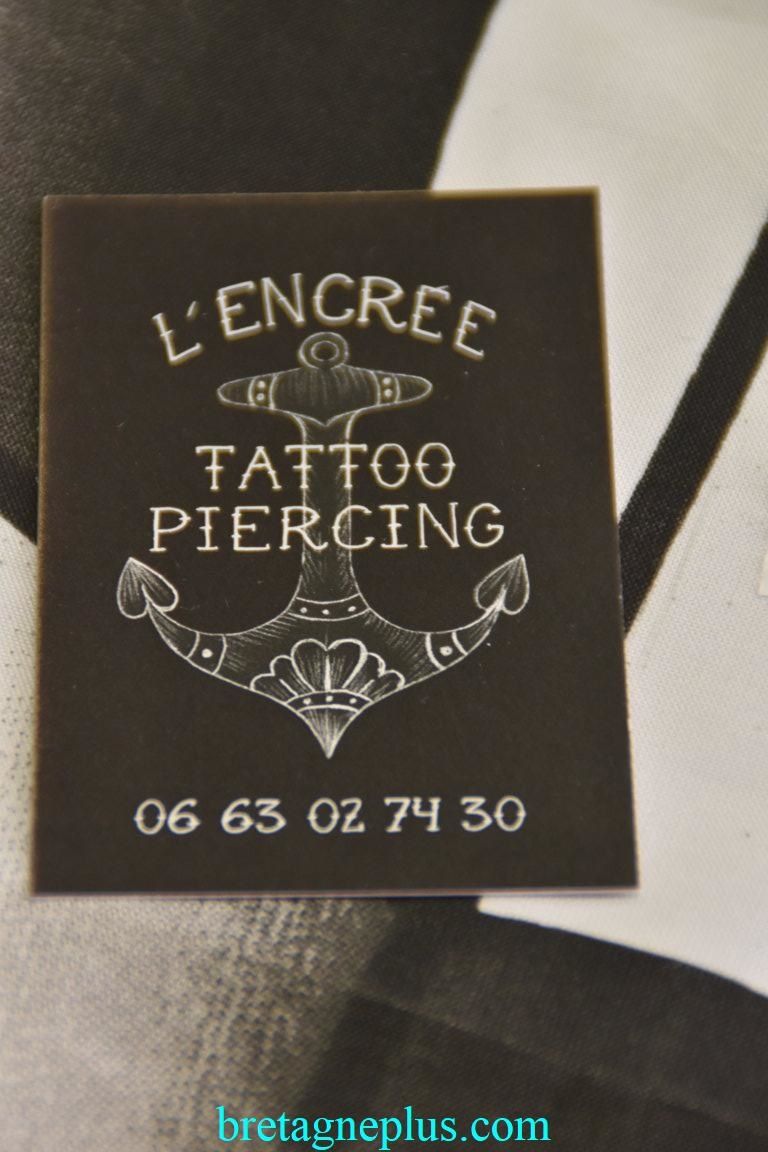 L'ENCRÉE
TATTOO
PIERCING
06 63 02 74 30
bretagneplus.com